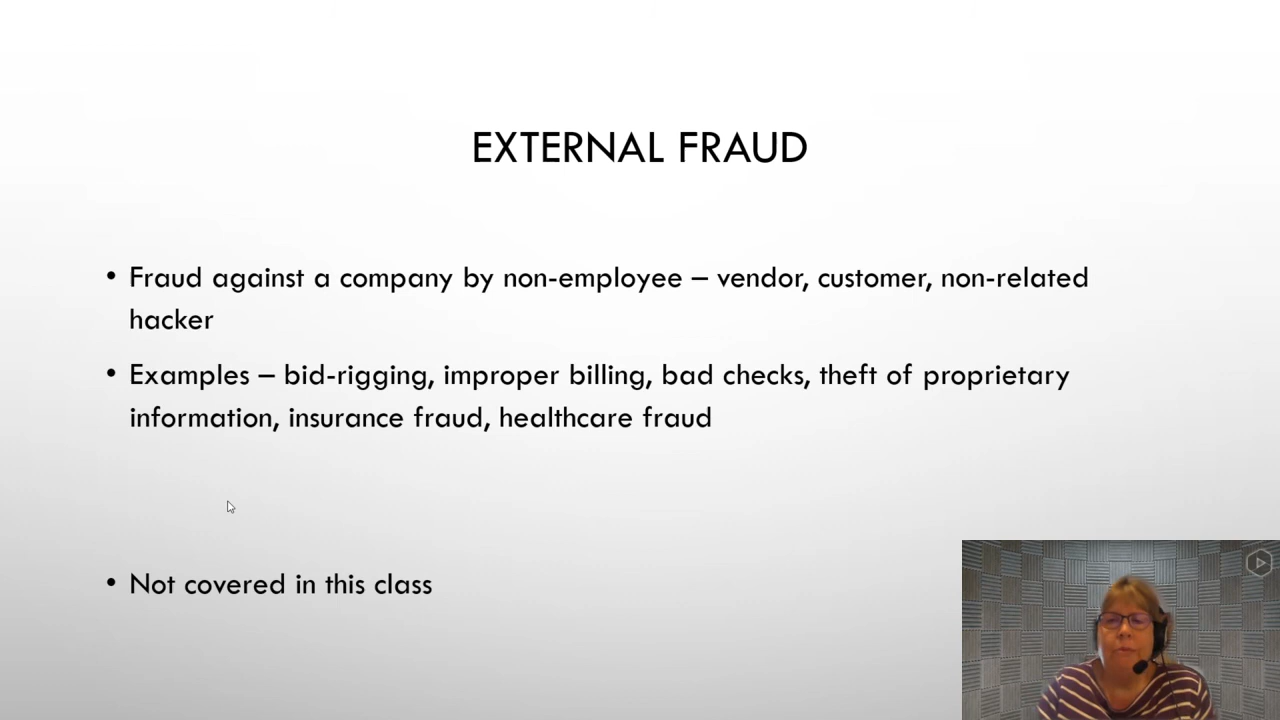 EXTERNAL FRAUD
• Fraud against a company by non-employee – vendor, customer, non-related
hacker
• Examples – bid-rigging, improper billing, bad checks, theft of proprietary
information, insurance fraud, healthcare fraud
• Not covered in this class